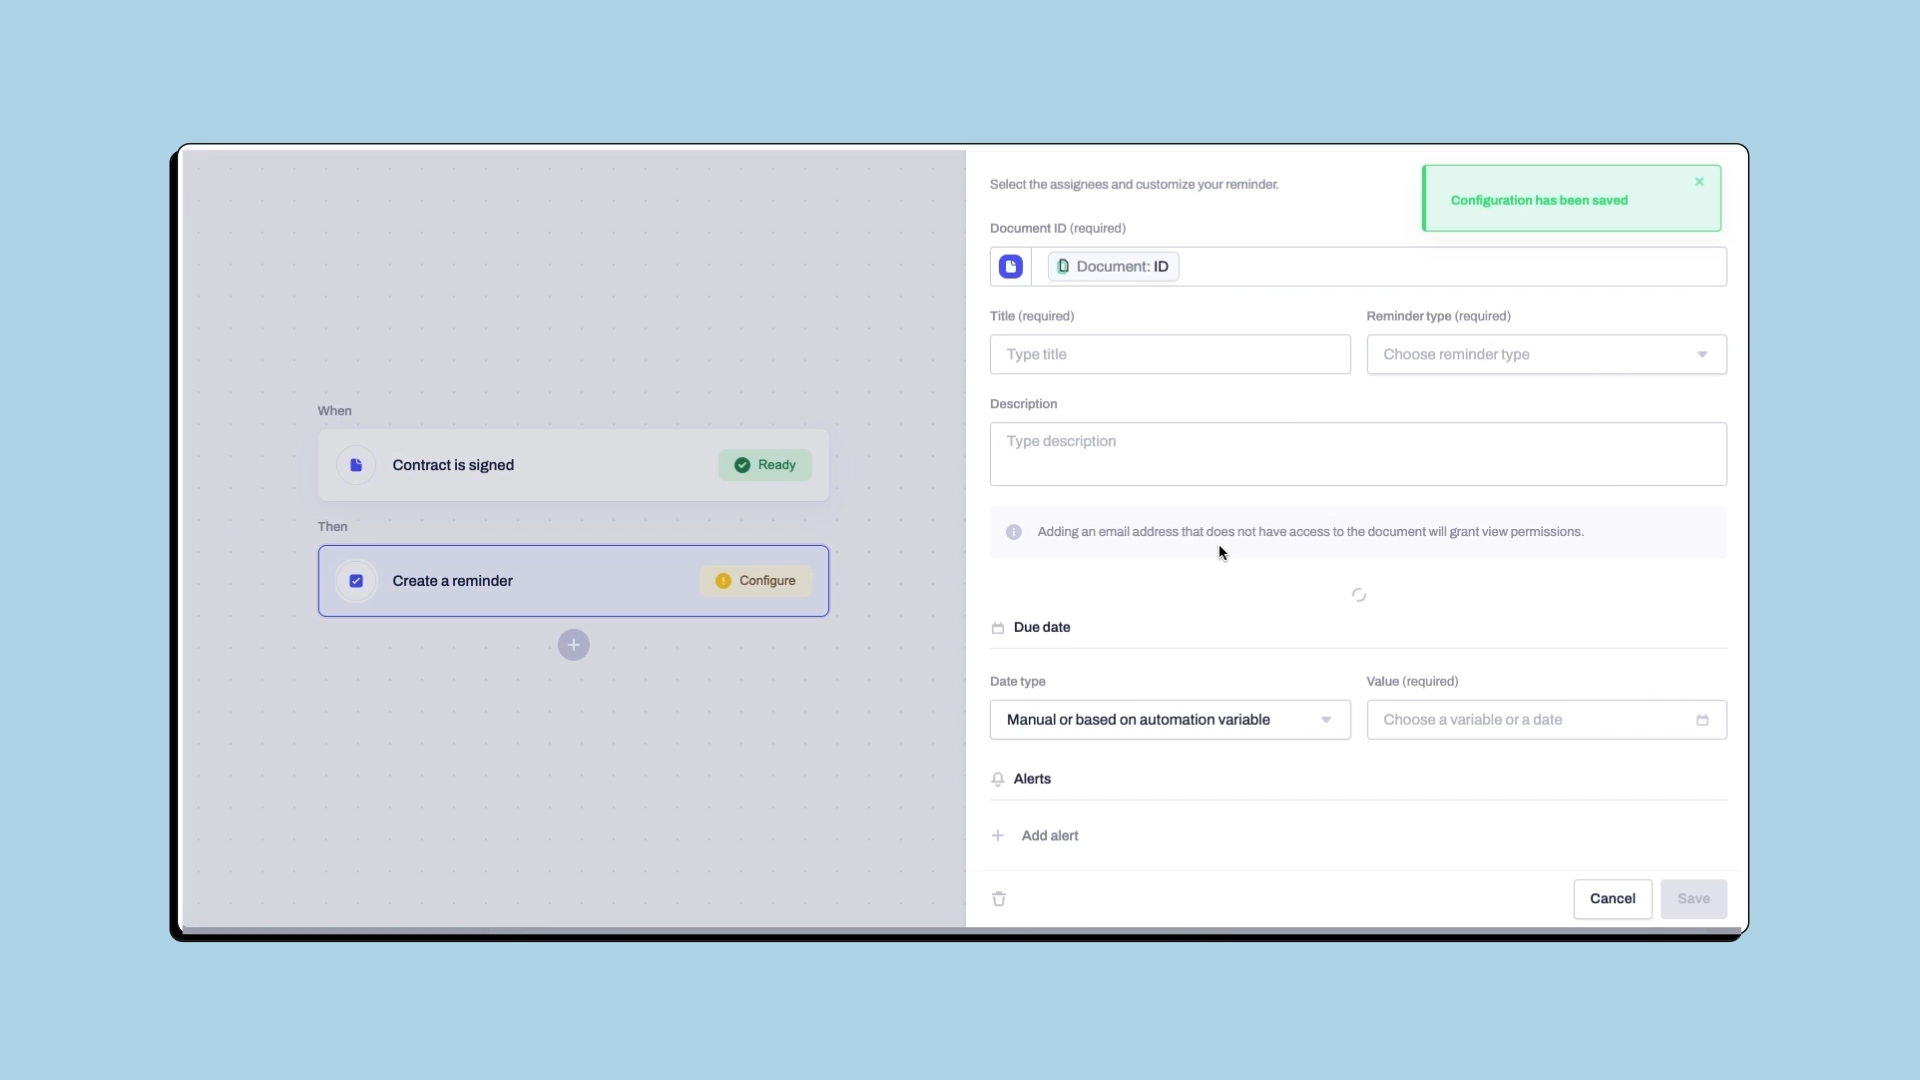 When
Contract is signed
Ready
Then
Create a reminder
Configure
Select the assignees and customize your reminder.
Configuration has been saved
Document ID (required)
Document: ID
Title (required)
Reminder type (required)
Type title
Choose reminder type
Description
Type description
Adding an email address that does not have access to the document will grant view permissions.
Due date
Date type
Value (required)
Manual or based on automation variable
Choose a variable or a date
Alerts
Add alert
Cancel
Save